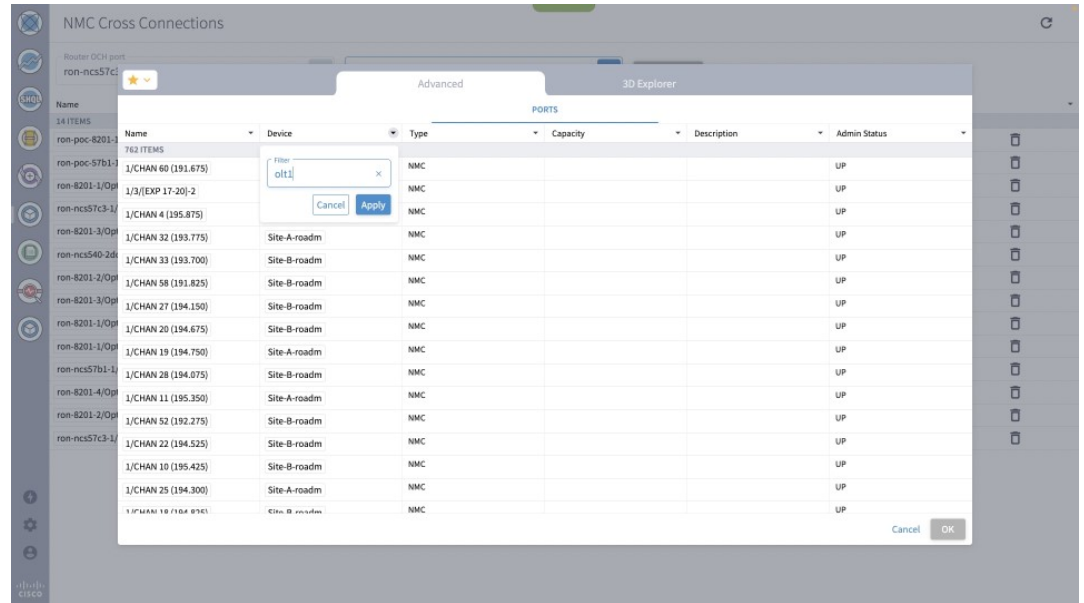 NMC Cross Connections
Router OCH port
ron-ncs57c3
Advanced
3D Explorer
SHQL
PORTS
Name
14 ITEMS
Name Device Type Capacity Description Admin Status
762 ITEMS
Filter
olt1
Cancel Apply
ron-poc-8201-1
1/CHAN 60 (191.675) NMC UP
ron-poc-57b1-1
1/3/[EXP 17-20]-2 NMC UP
ron-8201-1/Opt
1/CHAN 4 (195.875) NMC UP
ron-ncs57c3-1/
1/CHAN 32 (193.775) Site-A-roadm NMC UP
ron-8201-3/Opt
1/CHAN 33 (193.700) Site-B-roadm NMC UP
ron-ncs540-2dd
1/CHAN 58 (191.825) Site-B-roadm NMC UP
ron-8201-2/Opt
1/CHAN 27 (194.150) Site-B-roadm NMC UP
ron-8201-3/Opt
1/CHAN 20 (194.675) Site-B-roadm NMC UP
ron-8201-1/Opt
1/CHAN 19 (194.750) Site-A-roadm NMC UP
ron-8201-1/Opt
1/CHAN 28 (194.075) Site-B-roadm NMC UP
ron-ncs57b1-1/
1/CHAN 11 (195.350) Site-A-roadm NMC UP
ron-8201-4/Opt
1/CHAN 52 (192.275) Site-B-roadm NMC UP
ron-8201-2/Opt
1/CHAN 22 (194.525) Site-B-roadm NMC UP
ron-ncs57c3-1/
1/CHAN 10 (195.425) Site-B-roadm NMC UP
1/CHAN 25 (194.300) Site-A-roadm NMC UP
1/CHAN 18 (194.825) Site-B-roadm NMC UP
Cancel OK
cisco